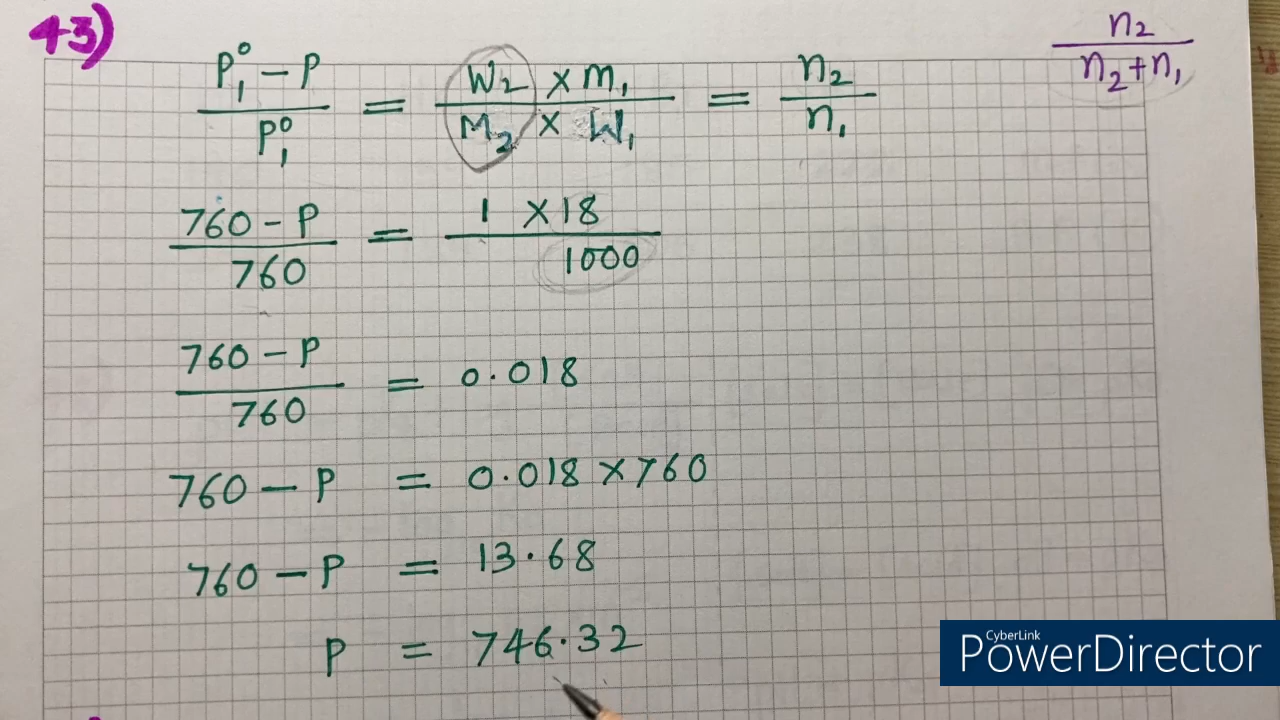 43)
(P₁° − P) / P₁° = (W₂ × M₁) / (M₂ × W₁) = n₂ / n₁
n₂ / (n₂ + n₁)
(760 − P) / 760 = (1 × 18) / 1000
(760 − P) / 760 = 0.018
760 − P = 0.018 × 760
760 − P = 13.68
P = 746.32
CyberLink
PowerDirector